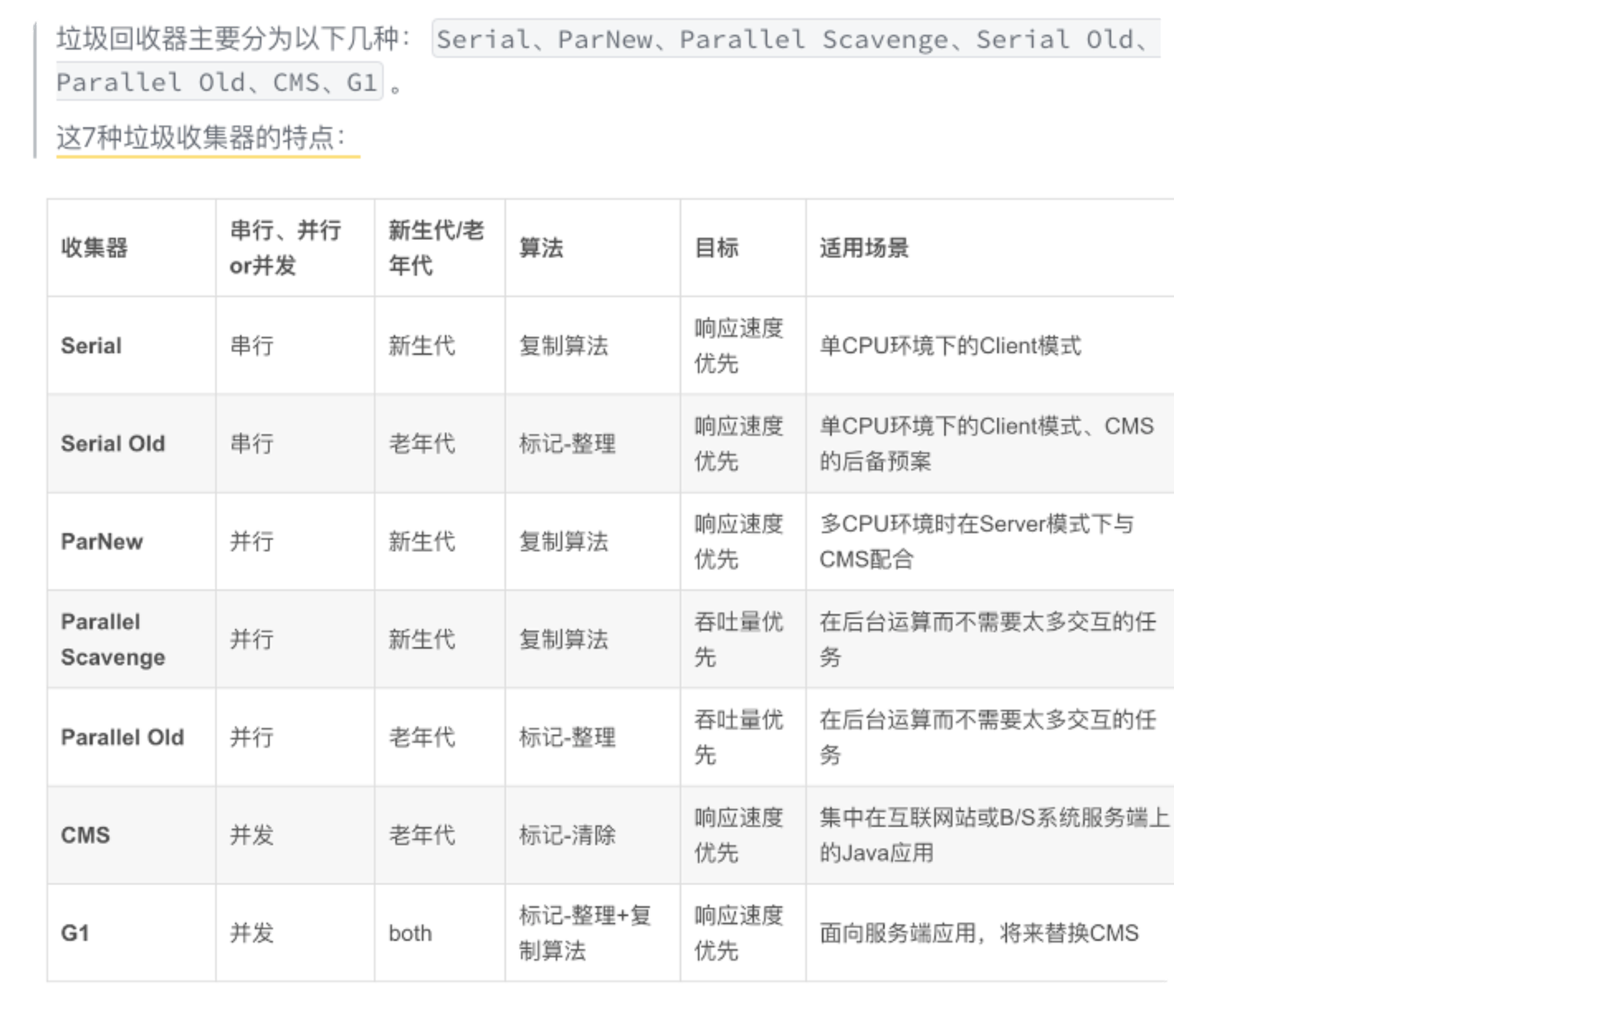 垃圾回收器主要分为以下几种： Serial、ParNew、Parallel Scavenge、Serial Old、
Parallel Old、CMS、G1 。
这7种垃圾收集器的特点：
收集器 串行、并行or并发 新生代/老年代 算法 目标 适用场景
Serial 串行 新生代 复制算法 响应速度优先 单CPU环境下的Client模式
Serial Old 串行 老年代 标记-整理 响应速度优先 单CPU环境下的Client模式、CMS的后备预案
ParNew 并行 新生代 复制算法 响应速度优先 多CPU环境时在Server模式下与CMS配合
Parallel Scavenge 并行 新生代 复制算法 吞吐量优先 在后台运算而不需要太多交互的任务
Parallel Old 并行 老年代 标记-整理 吞吐量优先 在后台运算而不需要太多交互的任务
CMS 并发 老年代 标记-清除 响应速度优先 集中在互联网站或B/S系统服务端上的Java应用
G1 并发 both 标记-整理+复制算法 响应速度优先 面向服务端应用，将来替换CMS